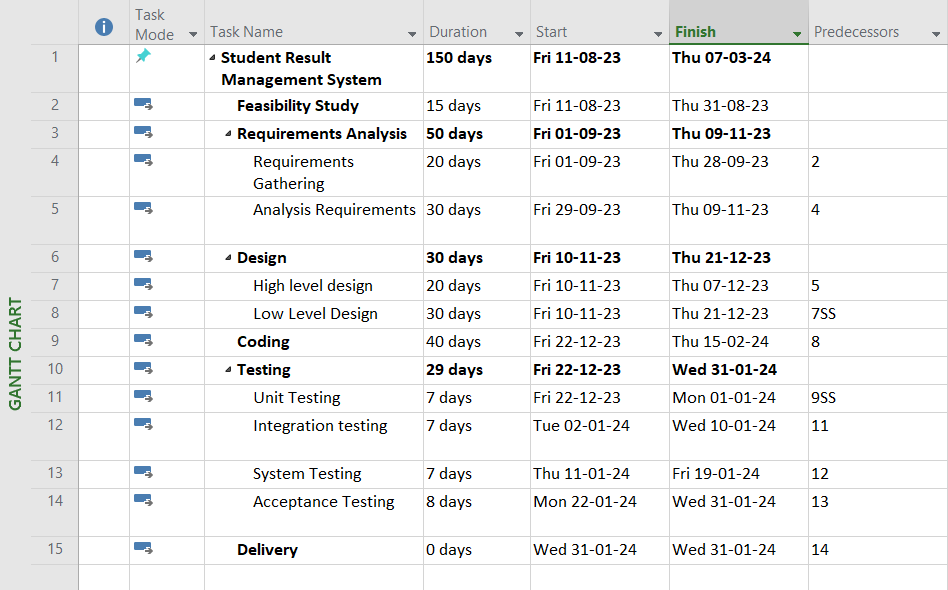 Task Mode Task Name Duration Start Finish Predecessors
1 Student Result Management System 150 days Fri 11-08-23 Thu 07-03-24
2 Feasibility Study 15 days Fri 11-08-23 Thu 31-08-23
3 Requirements Analysis 50 days Fri 01-09-23 Thu 09-11-23
4 Requirements Gathering 20 days Fri 01-09-23 Thu 28-09-23 2
5 Analysis Requirements 30 days Fri 29-09-23 Thu 09-11-23 4
6 Design 30 days Fri 10-11-23 Thu 21-12-23
7 High level design 20 days Fri 10-11-23 Thu 07-12-23 5
8 Low Level Design 30 days Fri 10-11-23 Thu 21-12-23 7SS
9 Coding 40 days Fri 22-12-23 Thu 15-02-24 8
10 Testing 29 days Fri 22-12-23 Wed 31-01-24
11 Unit Testing 7 days Fri 22-12-23 Mon 01-01-24 9SS
12 Integration testing 7 days Tue 02-01-24 Wed 10-01-24 11
13 System Testing 7 days Thu 11-01-24 Fri 19-01-24 12
14 Acceptance Testing 8 days Mon 22-01-24 Wed 31-01-24 13
15 Delivery 0 days Wed 31-01-24 Wed 31-01-24 14
GANTT CHART